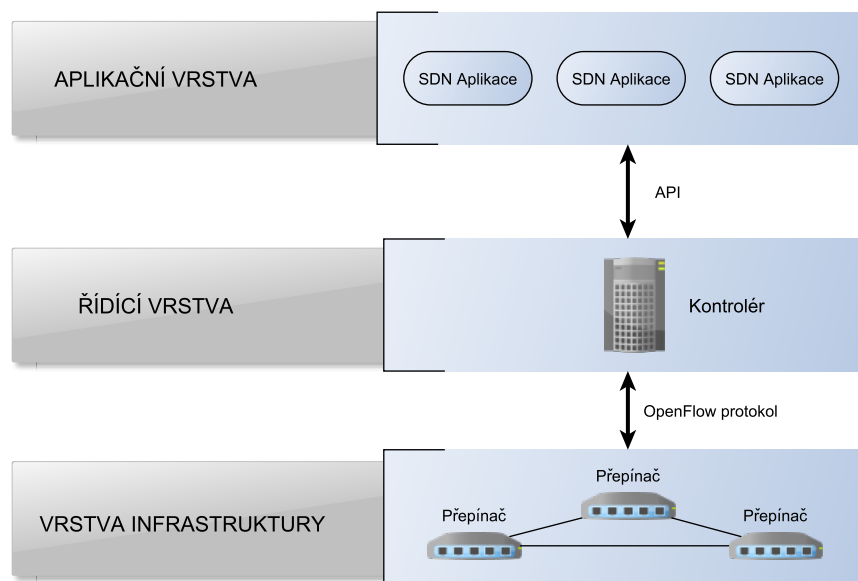 APLIKAČNÍ VRSTVA
SDN Aplikace
SDN Aplikace
SDN Aplikace
API
ŘÍDÍCÍ VRSTVA
Kontrolér
OpenFlow protokol
VRSTVA INFRASTRUKTURY
Přepínač
Přepínač
Přepínač